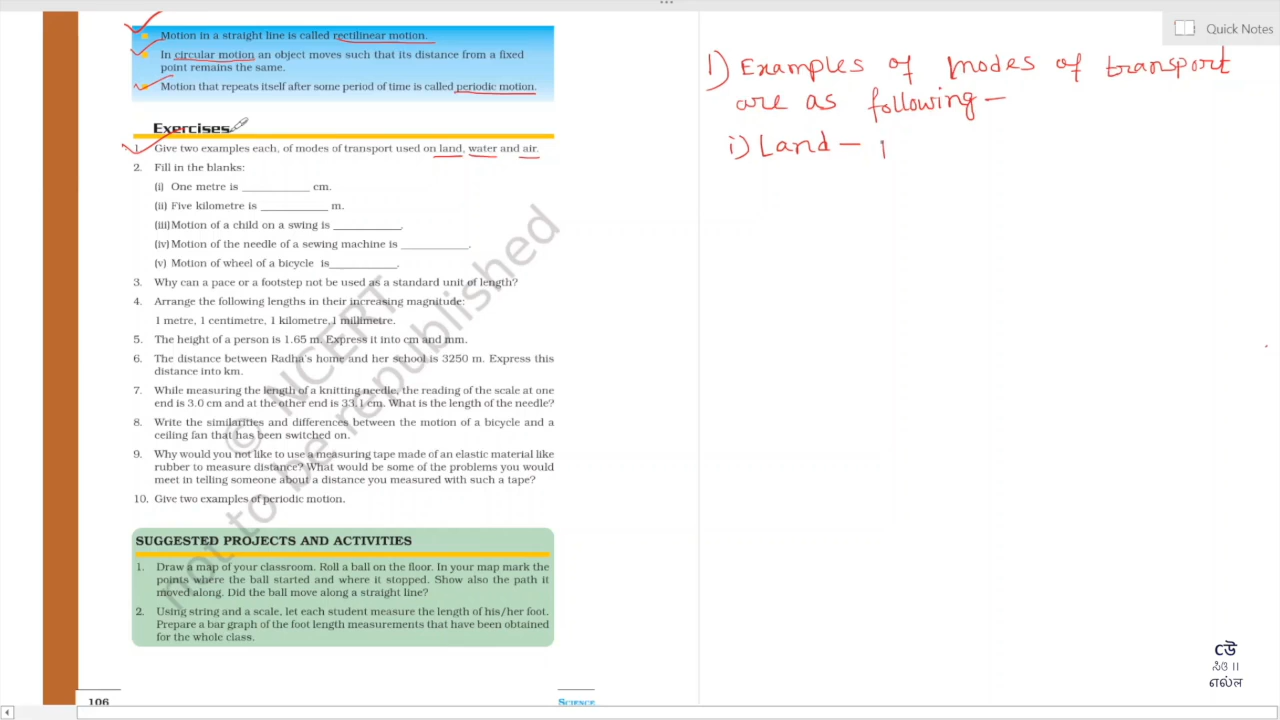 Motion in a straight line is called rectilinear motion.
In circular motion an object moves such that its distance from a fixed
point remains the same.
Motion that repeats itself after some period of time is called periodic motion.
Exercises
1. Give two examples each, of modes of transport used on land, water and air.
2. Fill in the blanks:
(i) One metre is __________ cm.
(ii) Five kilometre is __________ m.
(iii) Motion of a child on a swing is __________.
(iv) Motion of the needle of a sewing machine is __________.
(v) Motion of wheel of a bicycle is__________.
3. Why can a pace or a footstep not be used as a standard unit of length?
4. Arrange the following lengths in their increasing magnitude:
1 metre, 1 centimetre, 1 kilometre,1 millimetre.
5. The height of a person is 1.65 m. Express it into cm and mm.
6. The distance between Radha's home and her school is 3250 m. Express this
distance into km.
7. While measuring the length of a knitting needle, the reading of the scale at one
end is 3.0 cm and at the other end is 33.1 cm. What is the length of the needle?
8. Write the similarities and differences between the motion of a bicycle and a
ceiling fan that has been switched on.
9. Why would you not like to use a measuring tape made of an elastic material like
rubber to measure distance? What would be some of the problems you would
meet in telling someone about a distance you measured with such a tape?
10. Give two examples of periodic motion.
© NCERT
not to be republished
SUGGESTED PROJECTS AND ACTIVITIES
1. Draw a map of your classroom. Roll a ball on the floor. In your map mark the
points where the ball started and where it stopped. Show also the path it
moved along. Did the ball move along a straight line?
2. Using string and a scale, let each student measure the length of his/her foot.
Prepare a bar graph of the foot length measurements that have been obtained
for the whole class.
106
SCIENCE
Quick Notes
1) Examples of modes of transport
are as following –
i) Land –